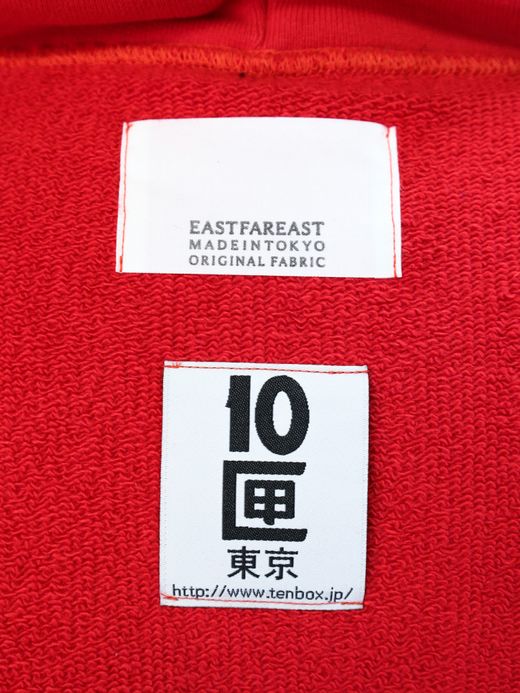 EASTFAREAST
MADEINTOKYO
ORIGINAL FABRIC
10
匣
東京
http://www.tenbox.jp/